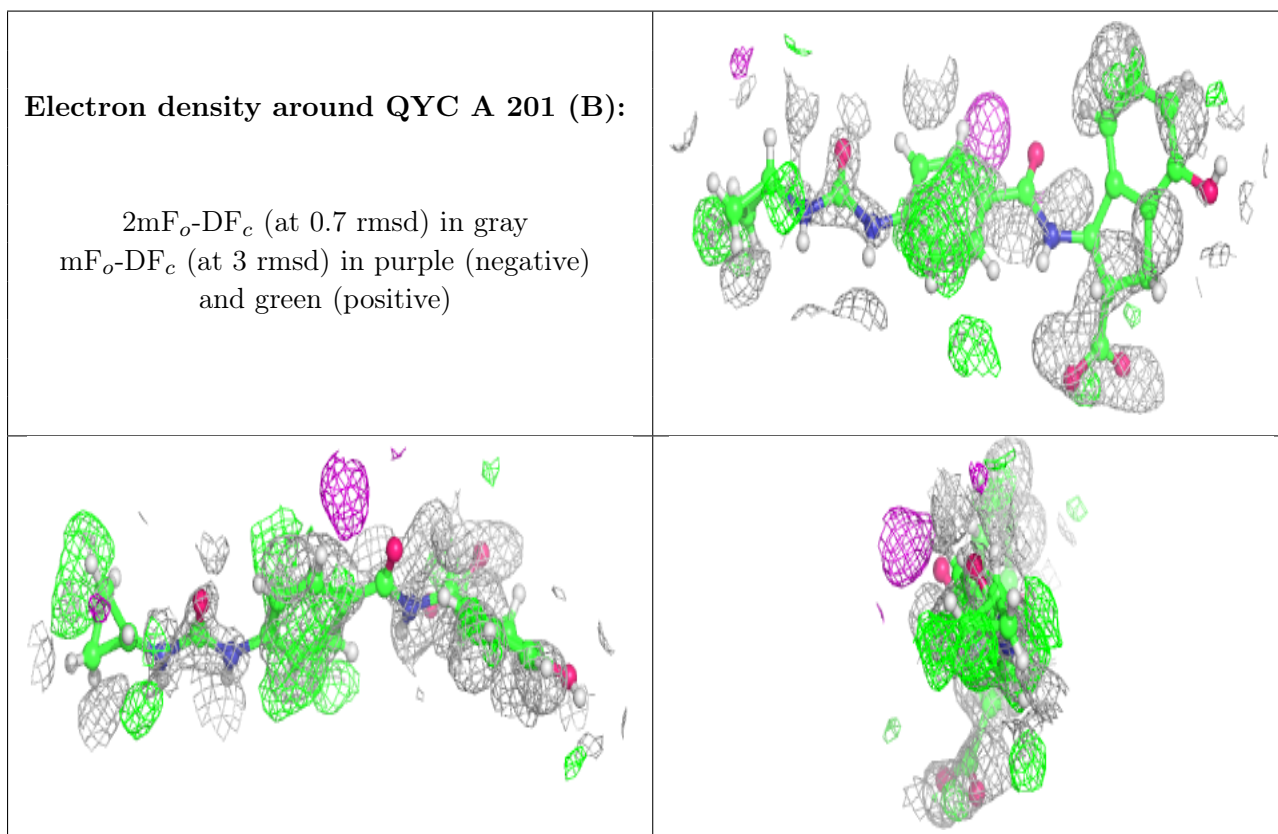 Electron density around QYC A 201 (B):
2mFo-DFc (at 0.7 rmsd) in gray
mFo-DFc (at 3 rmsd) in purple (negative)
and green (positive)